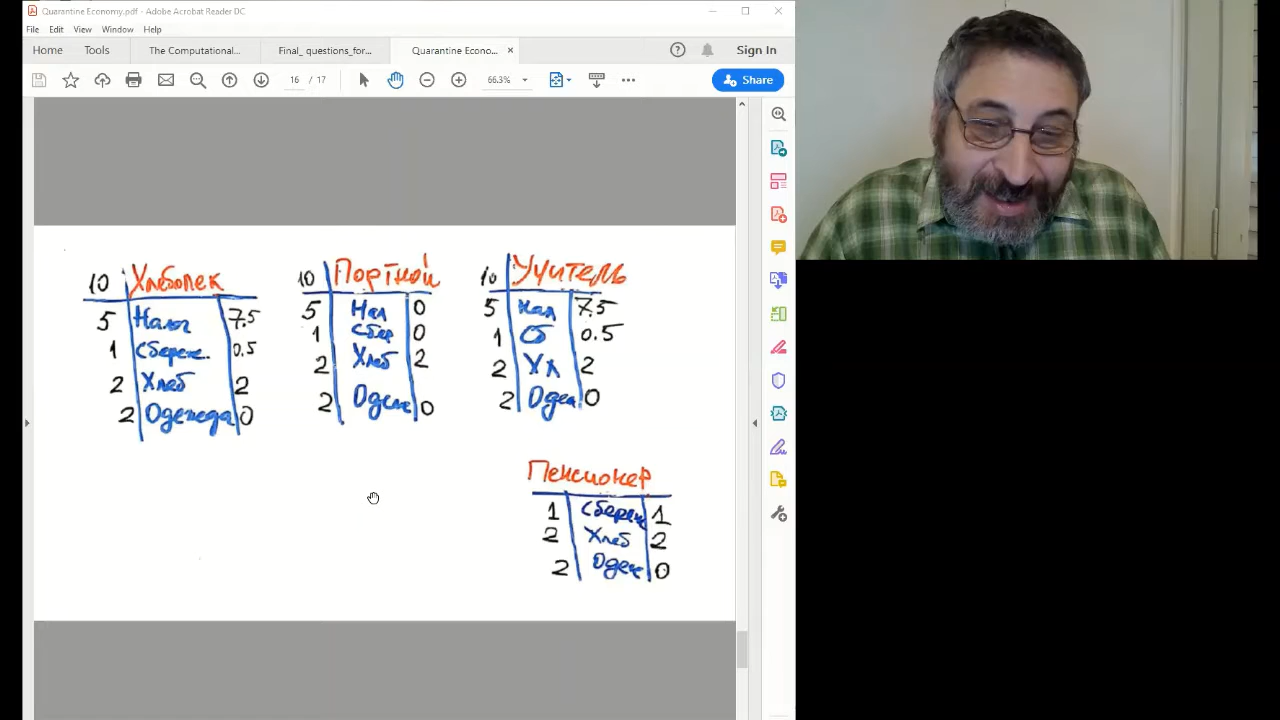 Quarantine Economy.pdf - Adobe Acrobat Reader DC
File Edit View Window Help
Home Tools The Computational... Final_questions_for... Quarantine Econo... ×
Sign In
16 / 17 66.3% Share
10 Хлебопек
5 Налог 7.5
1 Сбереж. 0.5
2 Хлеб 2
2 Одежда 0
10 Портной
5 Нал 0
1 Сбер 0
2 Хлеб 2
2 Одеж 0
10 Учитель
5 Нал 7.5
1 Сб 0.5
2 Хл 2
2 Одеж 0
Пенсионер
1 Сбереж 1
2 Хлеб 2
2 Одеж 0